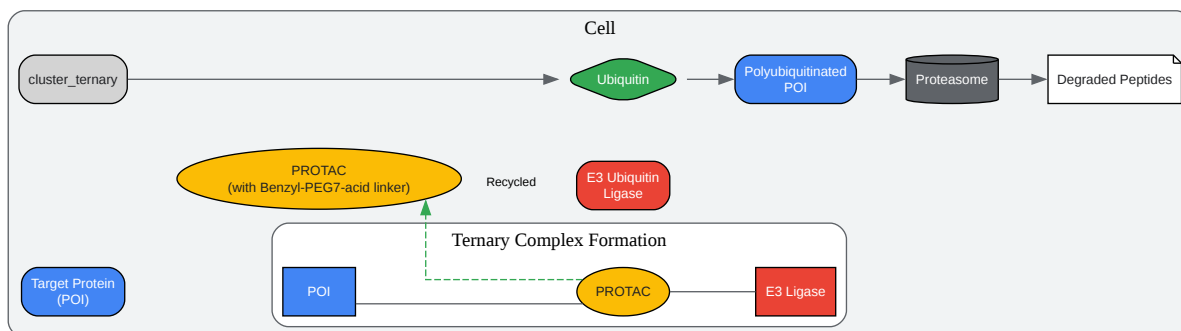 Cell
cluster_ternary
Ubiquitin
Polyubiquitinated
POI
Proteasome
Degraded Peptides
PROTAC
(with Benzyl-PEG7-acid linker)
Recycled
E3 Ubiquitin
Ligase
Ternary Complex Formation
Target Protein
(POI)
POI
PROTAC
E3 Ligase